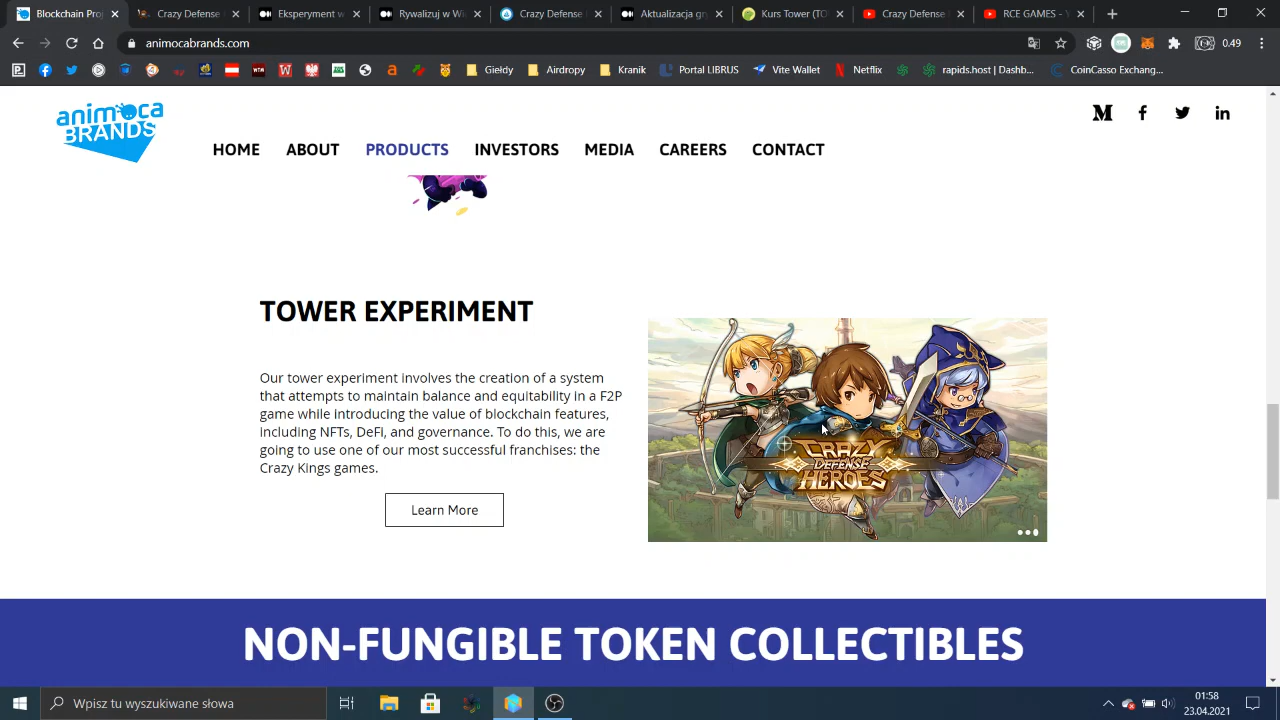 Blockchain Proj
Crazy Defense
Eksperyment w
Rywalizuj w Wi
Crazy Defense
Aktualizacja gr
Kurs Tower (TO
Crazy Defense
RCE GAMES - Y
animocabrands.com
0.49
Giełdy
Airdropy
Kraxik
Portal LIBRUS
Vite Wallet
Netflix
rapids.host | Dashb...
CoinCasso Exchang...
animoca
BRANDS
HOME
ABOUT
PRODUCTS
INVESTORS
MEDIA
CAREERS
CONTACT
TOWER EXPERIMENT
Our tower experiment involves the creation of a system
that attempts to maintain balance and equitability in a F2P
game while introducing the value of blockchain features,
including NFTs, DeFi, and governance. To do this, we are
going to use one of our most successful franchises: the
Crazy Kings games.
Learn More
CRAZY
DEFENSE
HEROES
NON-FUNGIBLE TOKEN COLLECTIBLES
Wpisz tu wyszukiwane słowa
01:58
23.04.2021